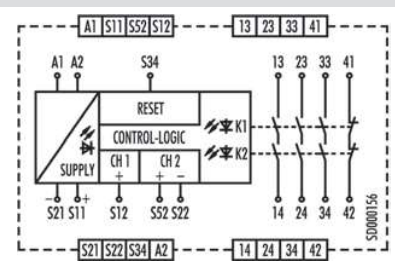 A1 S11 S52 S12 13 23 33 41
A1 A2 S34 13 23 33 41
RESET
CONTROL-LOGIC
K1
CH 1 CH 2
K2
SUPPLY + + −
− S21 S11 + S12 S52 S22 14 24 34 42
SD000156
S21 S22 S34 A2 14 24 34 42